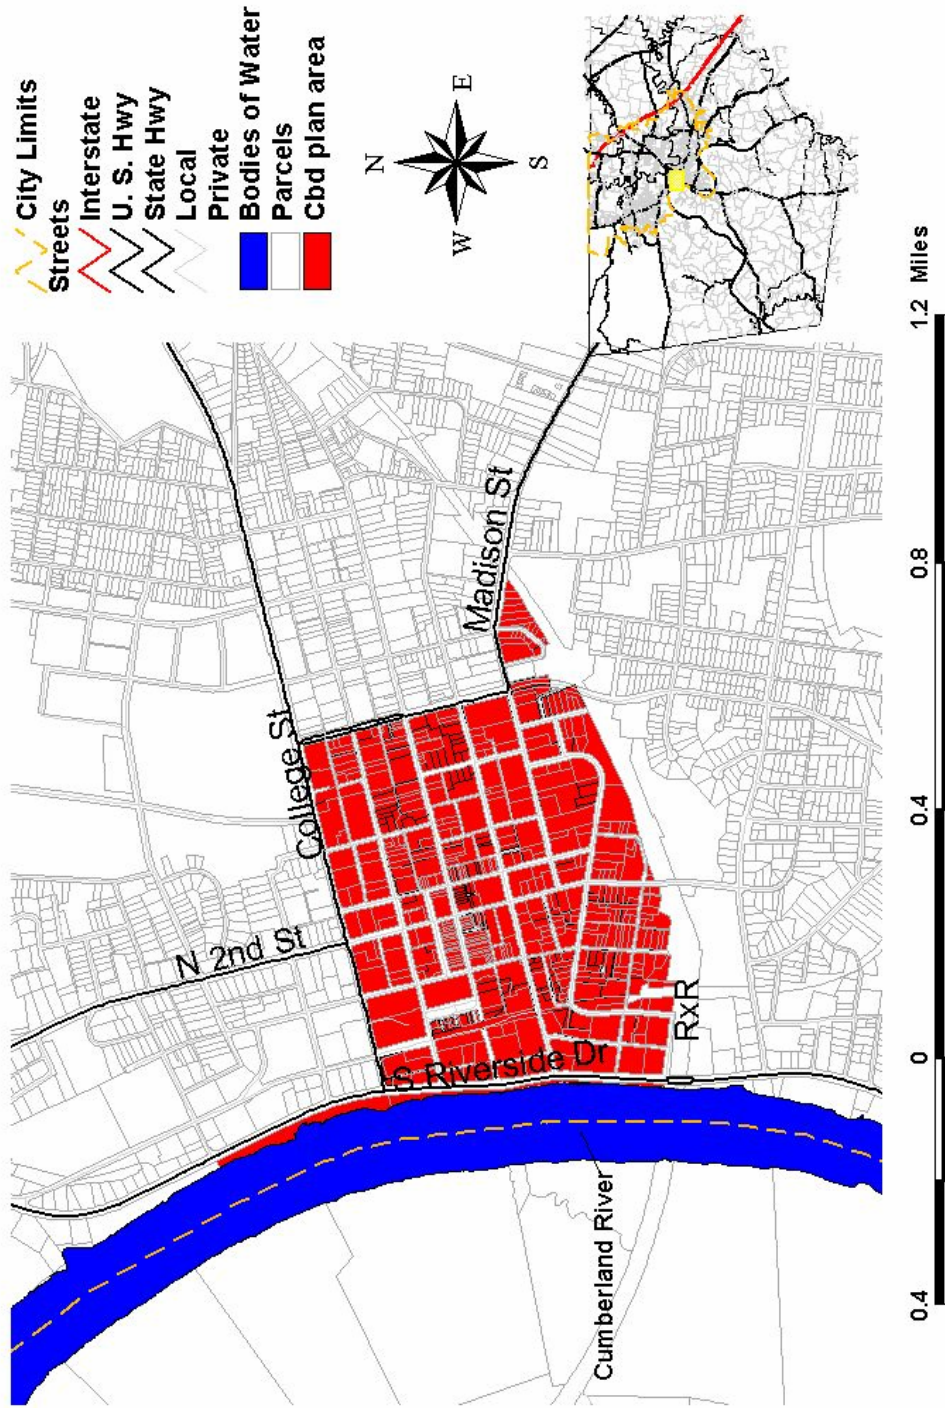 City Limits
Streets
Interstate
U. S. Hwy
State Hwy
Local
Private
Bodies of Water
Parcels
Cbd plan area
N
W
E
S
College St
Madison St
N 2nd St
S Riverside Dr
RxR
Cumberland River
0.4
0
0.4
0.8
1.2 Miles